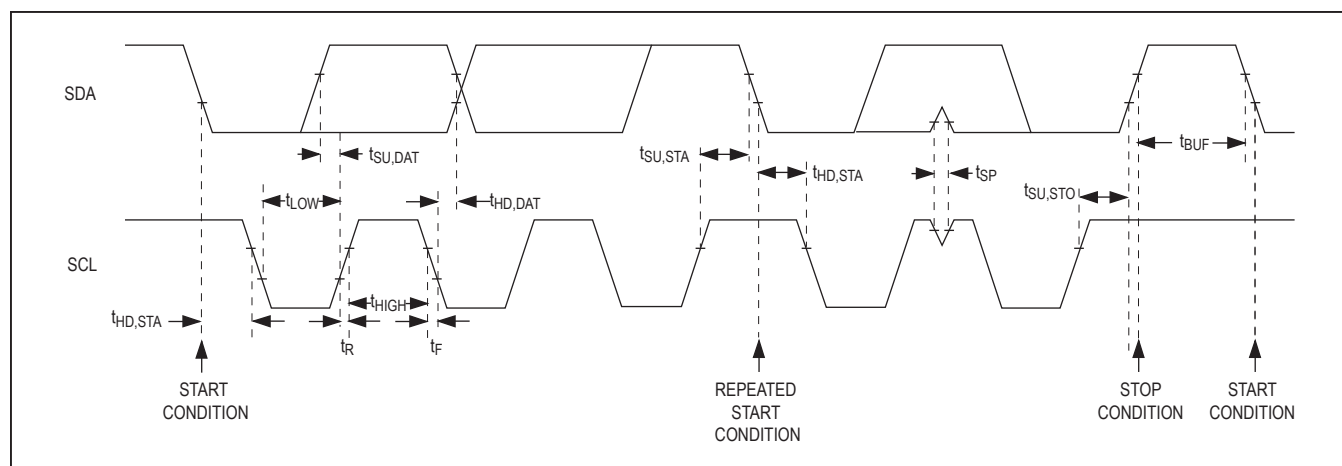 SDA
tSU,DAT
tSU,STA
tHD,STA
tSP
tBUF
tSU,STO
tLOW
tHD,DAT
SCL
tHIGH
tHD,STA
tR
tF
START
CONDITION
REPEATED
START
CONDITION
STOP
CONDITION
START
CONDITION